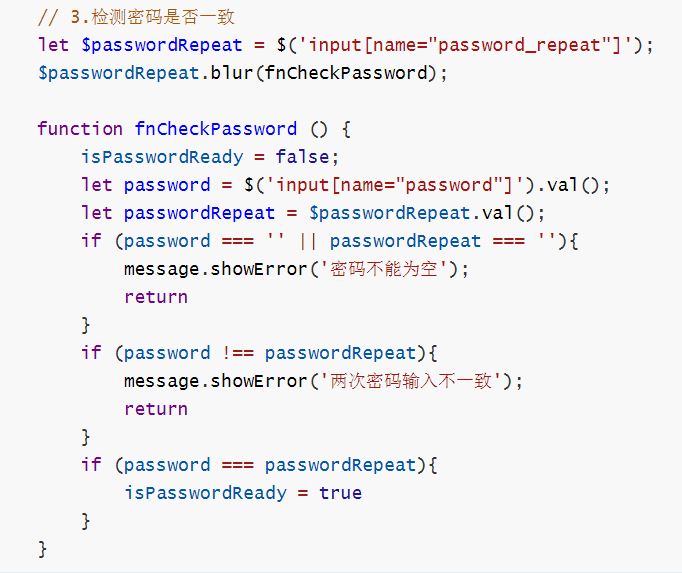 // 3.检测密码是否一致
let $passwordRepeat = $('input[name="password_repeat"]');
$passwordRepeat.blur(fnCheckPassword);
function fnCheckPassword () {
    isPasswordReady = false;
    let password = $('input[name="password"]').val();
    let passwordRepeat = $passwordRepeat.val();
    if (password === '' || passwordRepeat === ''){
        message.showError('密码不能为空');
        return
    }
    if (password !== passwordRepeat){
        message.showError('两次密码输入不一致');
        return
    }
    if (password === passwordRepeat){
        isPasswordReady = true
    }
}